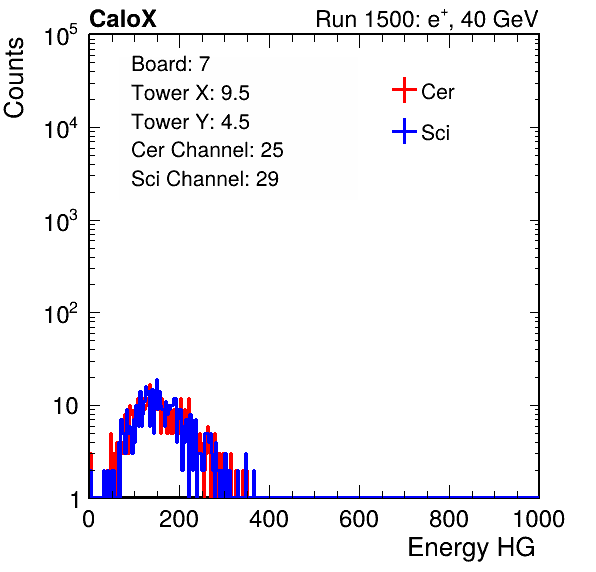 CaloX Run 1500: e⁺, 40 GeV
Counts
Board: 7
Tower X: 9.5
Tower Y: 4.5
Cer Channel: 25
Sci Channel: 29
Cer
Sci
10⁵
10⁴
10³
10²
10
1
0 200 400 600 800 1000
Energy HG